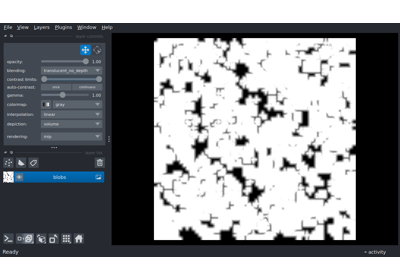 File View Layers Plugins Window Help
opacity: 1.00
blending: translucent_no_depth
contrast limits:
auto-contrast: once continuous
gamma: 1.00
colormap: gray
interpolation: linear
depiction: volume
rendering: mip
blobs
Ready
activity